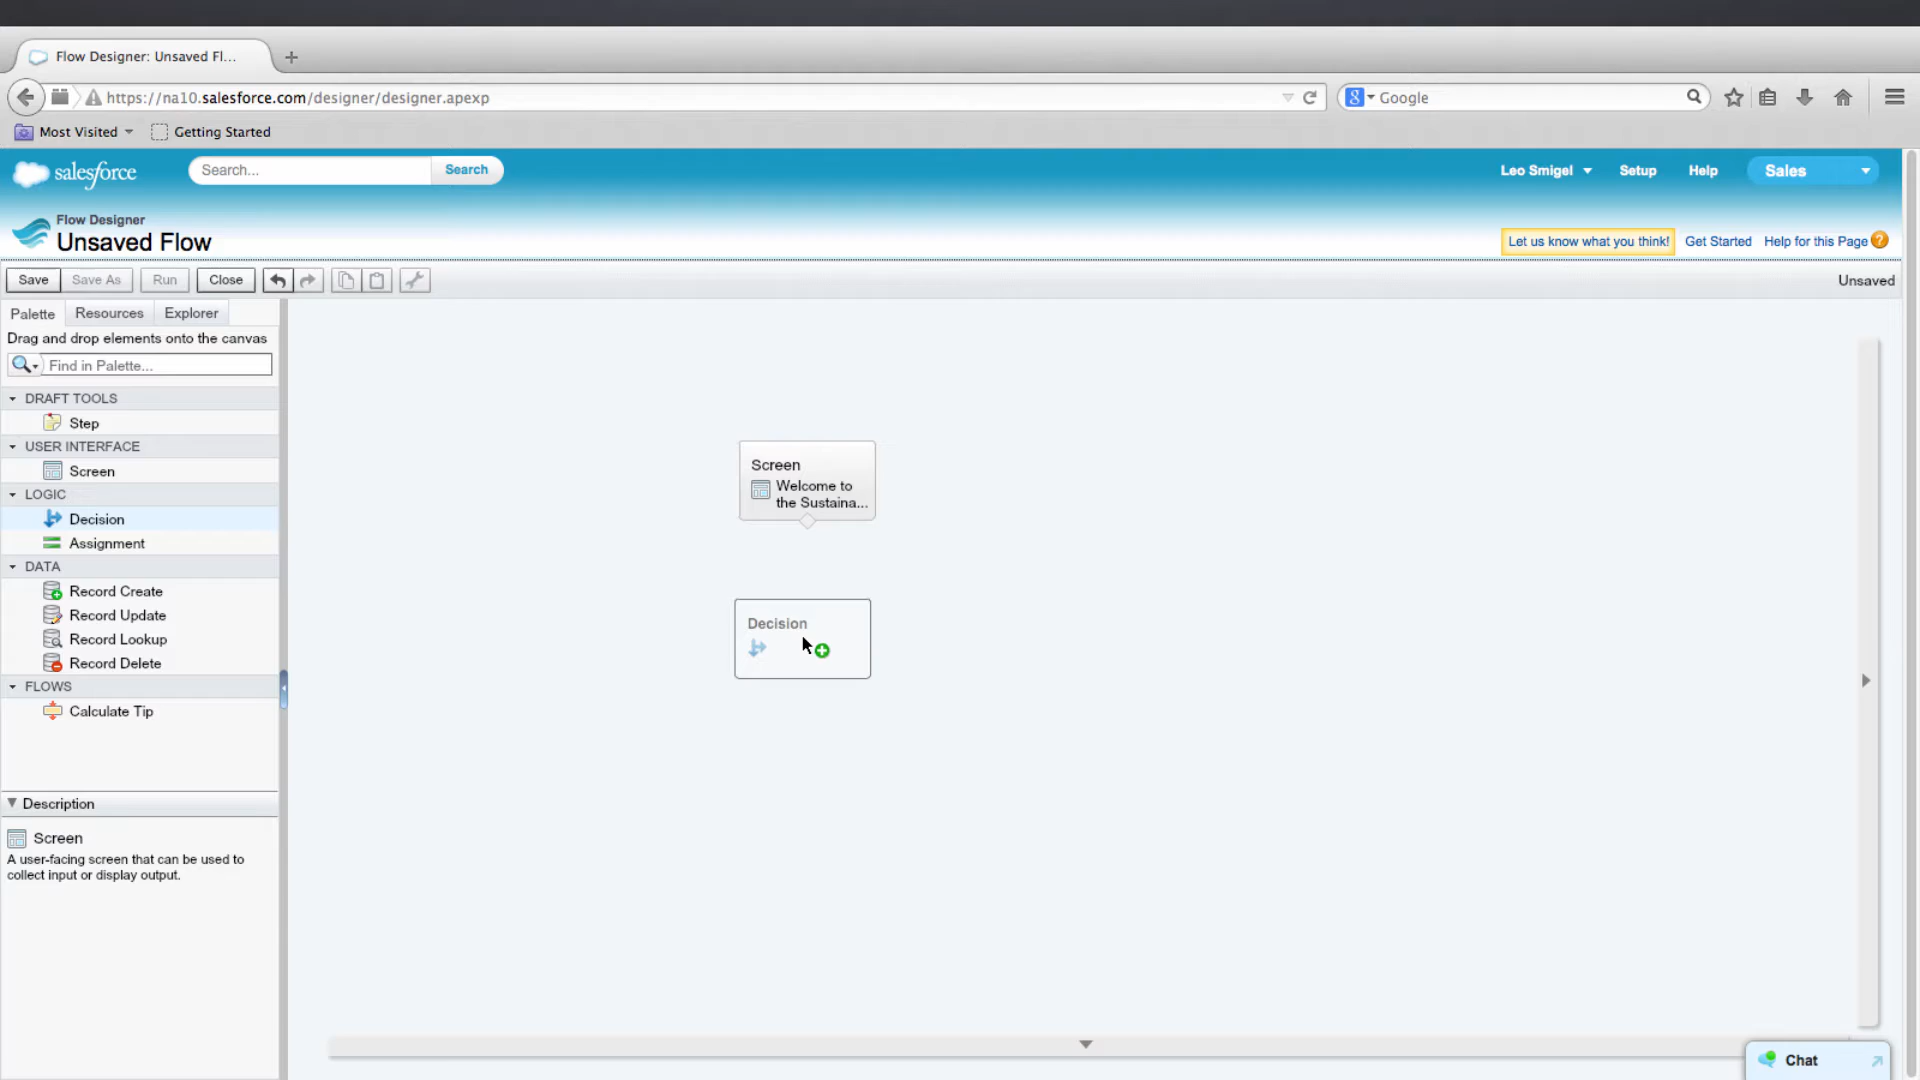 Flow Designer: Unsaved Fl...
https://na10.salesforce.com/designer/designer.apexp
Google
Most Visited
Getting Started
salesforce
Search...
Search
Leo Smigel
Setup
Help
Sales
Flow Designer
Unsaved Flow
Let us know what you think!
Get Started
Help for this Page
Save
Save As
Run
Close
Unsaved
Palette
Resources
Explorer
Drag and drop elements onto the canvas
Find in Palette...
DRAFT TOOLS
Step
USER INTERFACE
Screen
LOGIC
Decision
Assignment
DATA
Record Create
Record Update
Record Lookup
Record Delete
FLOWS
Calculate Tip
Description
Screen
A user-facing screen that can be used to
collect input or display output.
Screen
Welcome to
the Sustaina...
Decision
Chat